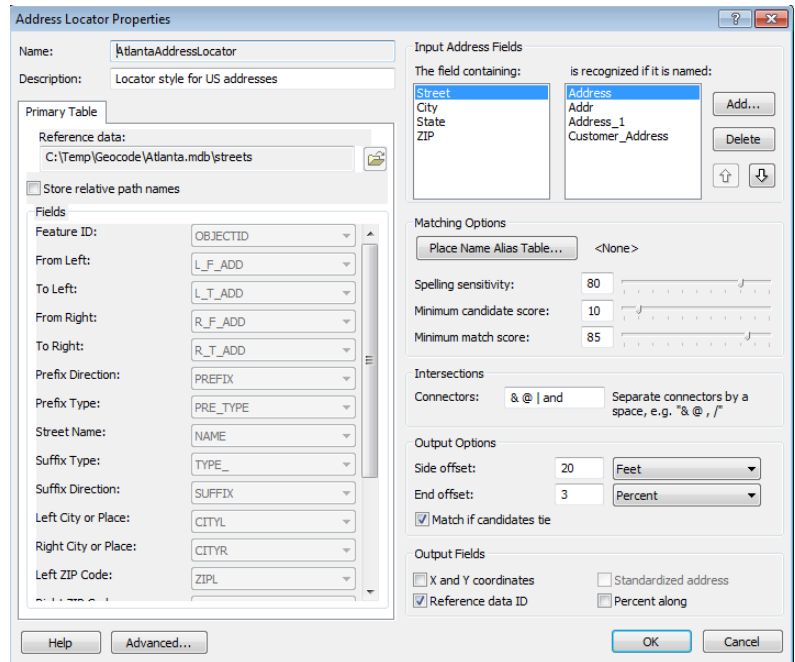 Address Locator Properties
Name: AtlantaAddressLocator
Description: Locator style for US addresses
Primary Table
Reference data:
C:\Temp\Geocode\Atlanta.mdb\streets
Store relative path names
Fields
Feature ID: OBJECTID
From Left: L_F_ADD
To Left: L_T_ADD
From Right: R_F_ADD
To Right: R_T_ADD
Prefix Direction: PREFIX
Prefix Type: PRE_TYPE
Street Name: NAME
Suffix Type: TYPE_
Suffix Direction: SUFFIX
Left City or Place: CITYL
Right City or Place: CITYR
Left ZIP Code: ZIPL
Help Advanced...
Input Address Fields
The field containing: is recognized if it is named:
Street Address
City Addr
State Address_1
ZIP Customer_Address
Add...
Delete
Matching Options
Place Name Alias Table... <None>
Spelling sensitivity: 80
Minimum candidate score: 10
Minimum match score: 85
Intersections
Connectors: & @ | and Separate connectors by a
space, e.g. "& @ , /"
Output Options
Side offset: 20 Feet
End offset: 3 Percent
Match if candidates tie
Output Fields
X and Y coordinates Standardized address
Reference data ID Percent along
OK Cancel